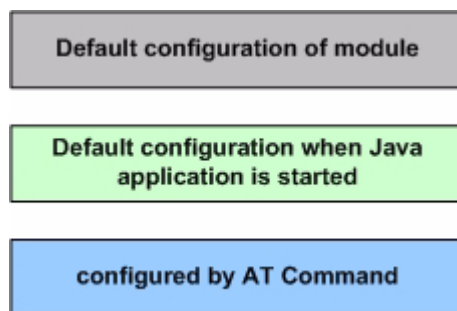 Default configuration of module
Default configuration when Java
application is started
configured by AT Command